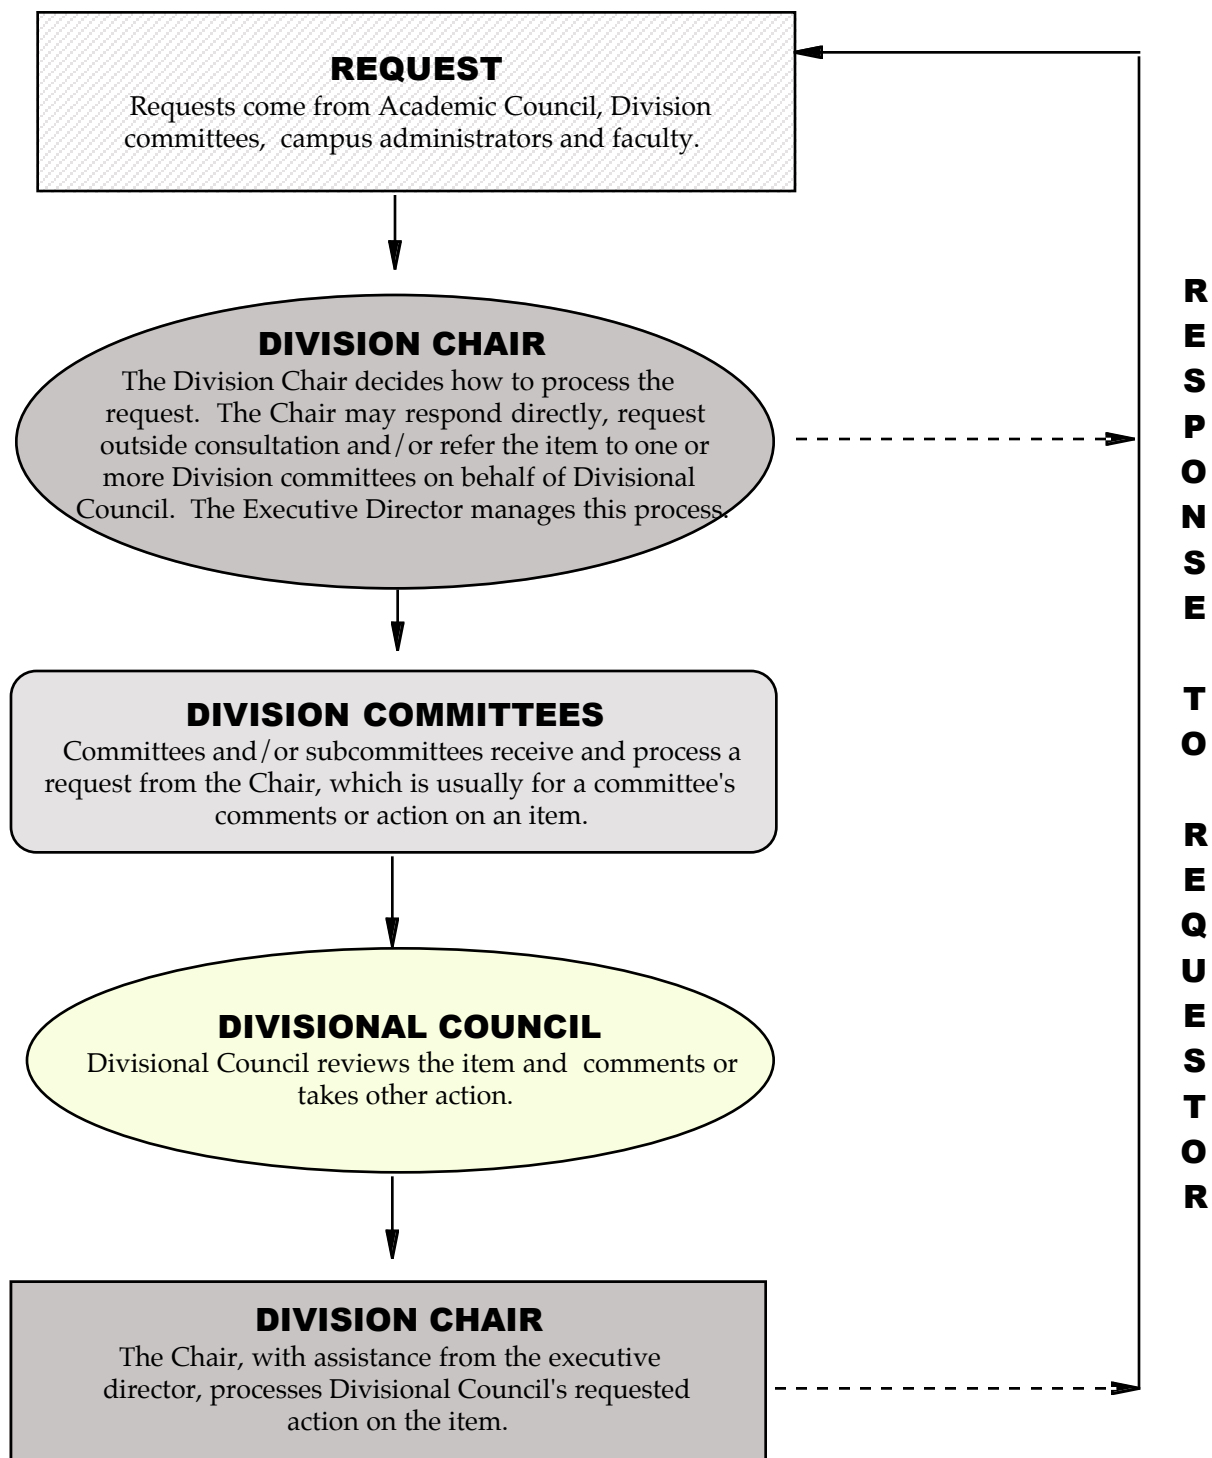 REQUEST
Requests come from Academic Council, Division
committees,  campus administrators and faculty.
DIVISION CHAIR
The Division Chair decides how to process the
request.  The Chair may respond directly, request
outside consultation and/or refer the item to one or
more Division committees on behalf of Divisional
Council.  The Executive Director manages this process.
DIVISION COMMITTEES
Committees and/or subcommittees receive and process a
request from the Chair, which is usually for a committee's
comments or action on an item.
DIVISIONAL COUNCIL
Divisional Council reviews the item and  comments or
takes other action.
DIVISION CHAIR
The Chair, with assistance from the executive
director, processes Divisional Council's requested
action on the item.
RESPONSE TO REQUESTOR